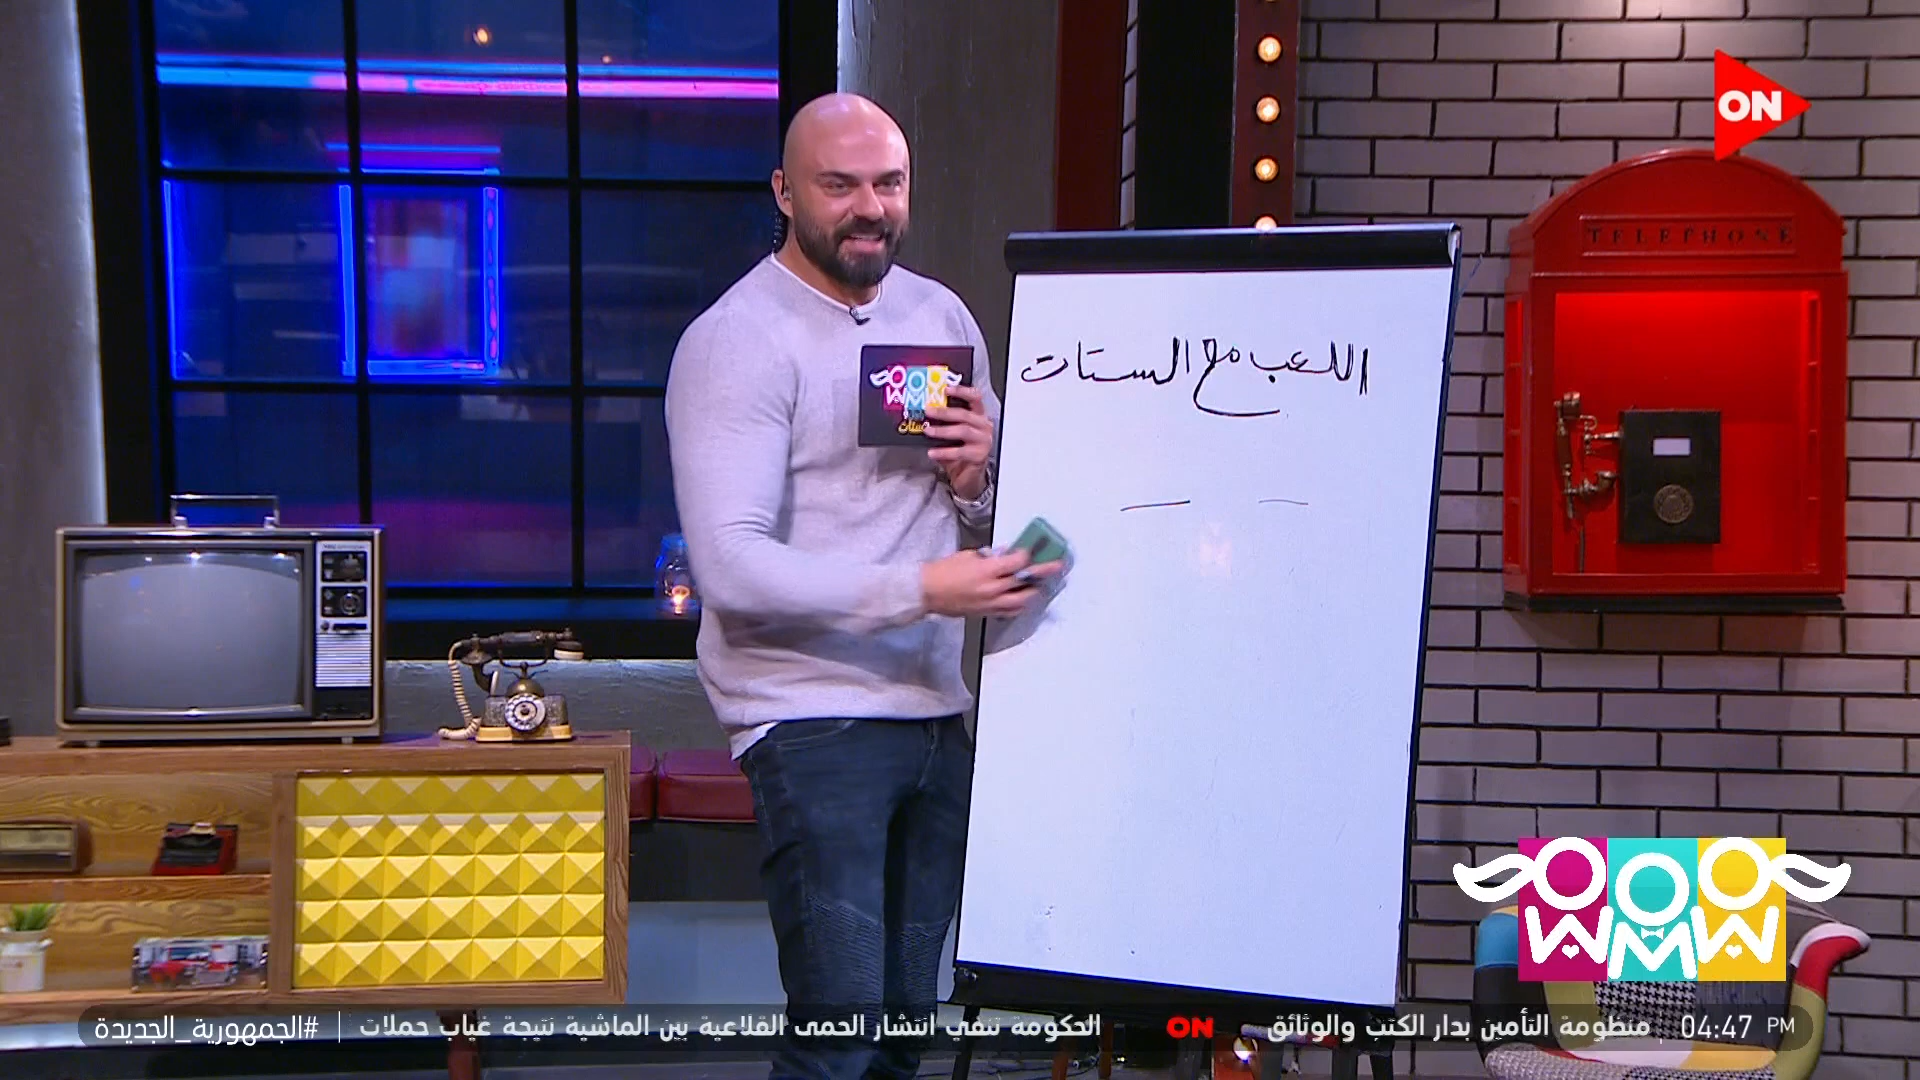 ON
TELEPHONE
اللعب مع الستات
WMW
04:47 PM
منظومة التأمين بدار الكتب والوثائق
ON
الحكومة تنفي انتشار الحمى القلاعية بين الماشية نتيجة غياب حملات
#الجمهورية_الجديدة